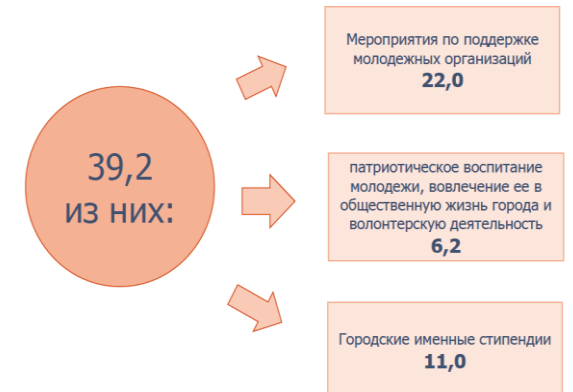 39,2
из них:
Мероприятия по поддержке
молодежных организаций
22,0
патриотическое воспитание
молодежи, вовлечение ее в
общественную жизнь города и
волонтерскую деятельность
6,2
Городские именные стипендии
11,0